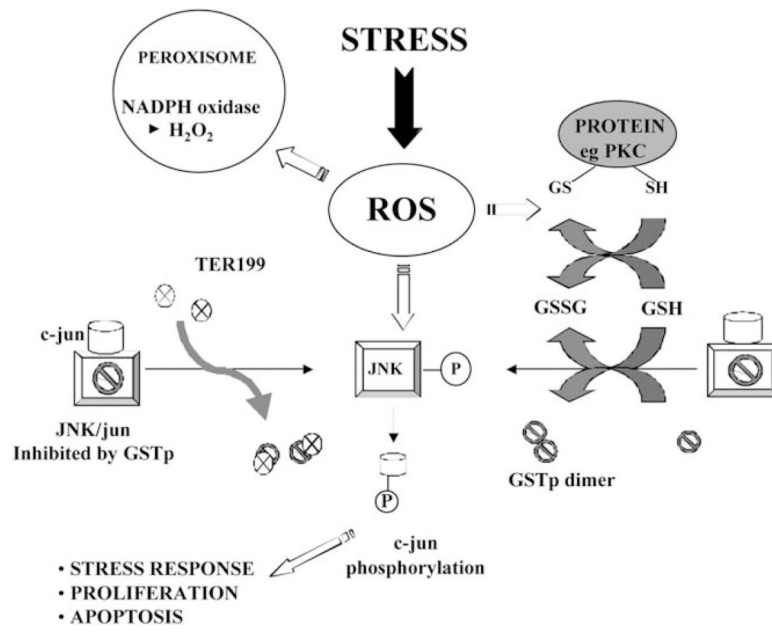 STRESS
PEROXISOME
NADPH oxidase
▶ H₂O₂
PROTEIN
eg PKC
GS
SH
ROS
TER199
GSSG
GSH
c-jun
JNK
P
JNK/jun
Inhibited by GSTp
GSTp dimer
P
c-jun
phosphorylation
• STRESS RESPONSE
• PROLIFERATION
• APOPTOSIS